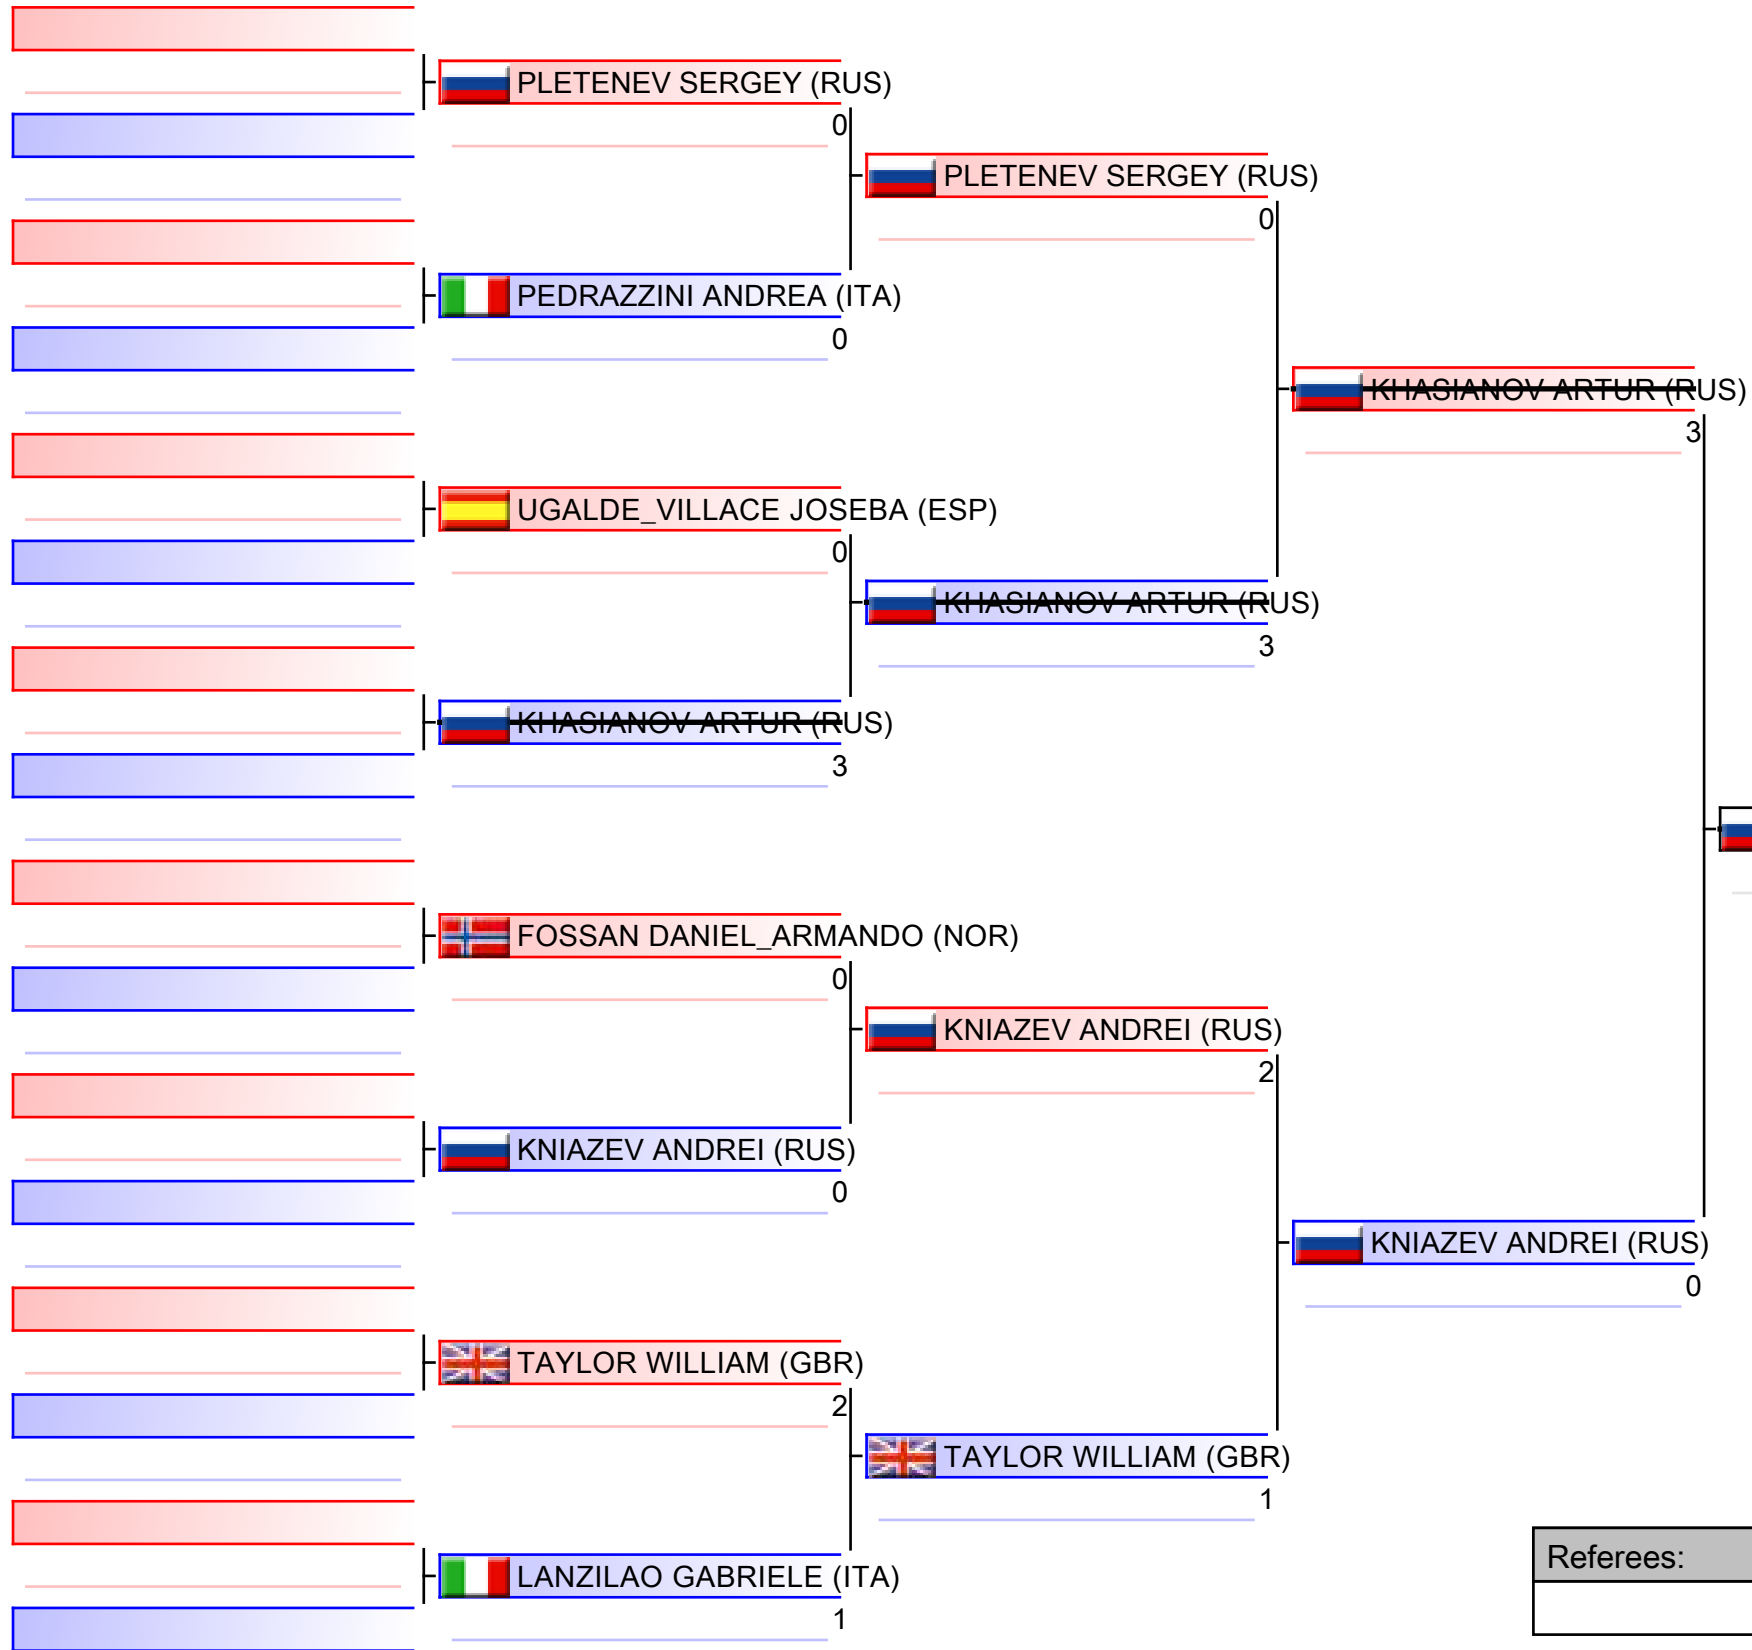 PLETENEV SERGEY (RUS)
0
PLETENEV SERGEY (RUS)
0
PEDRAZZINI ANDREA (ITA)
0
KHASIANOV ARTUR (RUS)
3
UGALDE_VILLACE JOSEBA (ESP)
0
KHASIANOV ARTUR (RUS)
3
KHASIANOV ARTUR (RUS)
3
FOSSAN DANIEL_ARMANDO (NOR)
0
KNIAZEV ANDREI (RUS)
2
KNIAZEV ANDREI (RUS)
0
KNIAZEV ANDREI (RUS)
0
TAYLOR WILLIAM (GBR)
2
TAYLOR WILLIAM (GBR)
1
LANZILAO GABRIELE (ITA)
1
Referees: